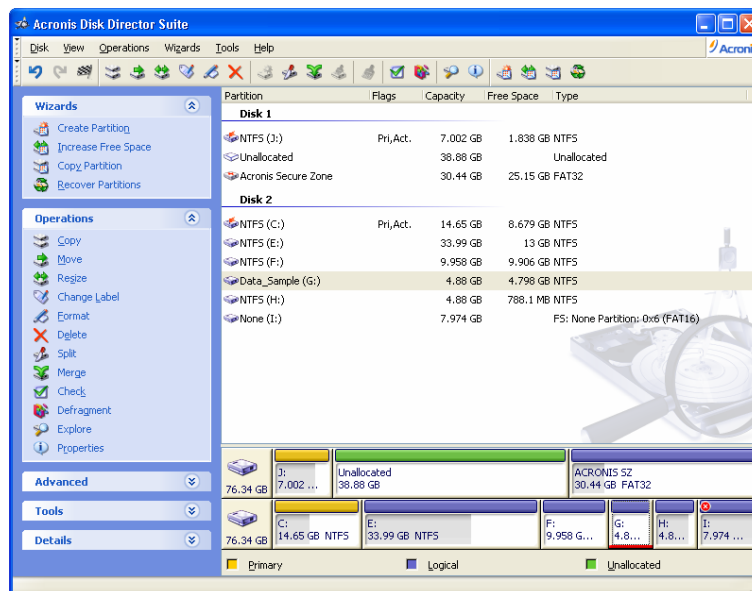 Acronis Disk Director Suite
Disk View Operations Wizards Tools Help
Acroni
Wizards
Create Partition
Increase Free Space
Copy Partition
Recover Partitions
Operations
Copy
Move
Resize
Change Label
Format
Delete
Split
Merge
Check
Defragment
Explore
Properties
Advanced
Tools
Details
Partition Flags Capacity Free Space Type
Disk 1
NTFS (J:) Pri,Act. 7.002 GB 1.838 GB NTFS
Unallocated 38.88 GB Unallocated
Acronis Secure Zone 30.44 GB 25.15 GB FAT32
Disk 2
NTFS (C:) Pri,Act. 14.65 GB 8.679 GB NTFS
NTFS (E:) 33.99 GB 13 GB NTFS
NTFS (F:) 9.958 GB 9.906 GB NTFS
Data_Sample (G:) 4.88 GB 4.798 GB NTFS
NTFS (H:) 4.88 GB 788.1 MB NTFS
None (I:) 7.974 GB FS: None Partition: 0x6 (FAT16)
76.34 GB
J:
7.002 ...
Unallocated
38.88 GB
ACRONIS SZ
30.44 GB FAT32
76.34 GB
C:
14.65 GB NTFS
E:
33.99 GB NTFS
F:
9.958 G...
G:
4.8...
H:
4.8...
I:
7.974 ...
Primary Logical Unallocated